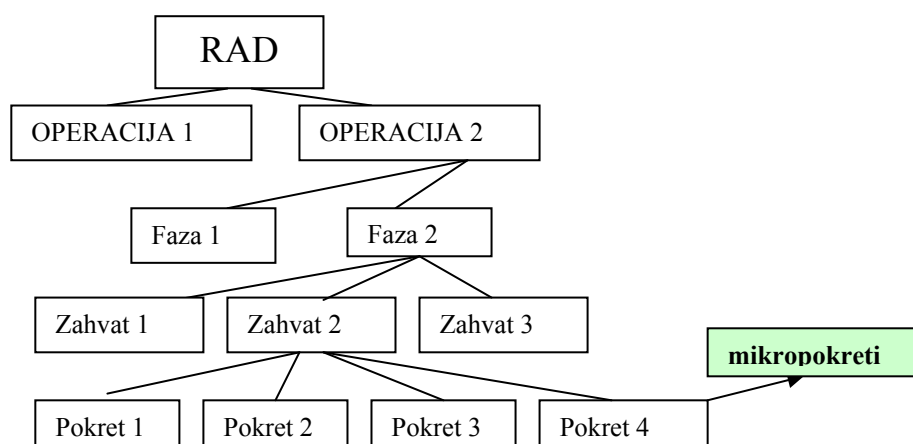 RAD
OPERACIJA 1
OPERACIJA 2
Faza 1
Faza 2
Zahvat 1
Zahvat 2
Zahvat 3
mikropokreti
Pokret 1
Pokret 2
Pokret 3
Pokret 4